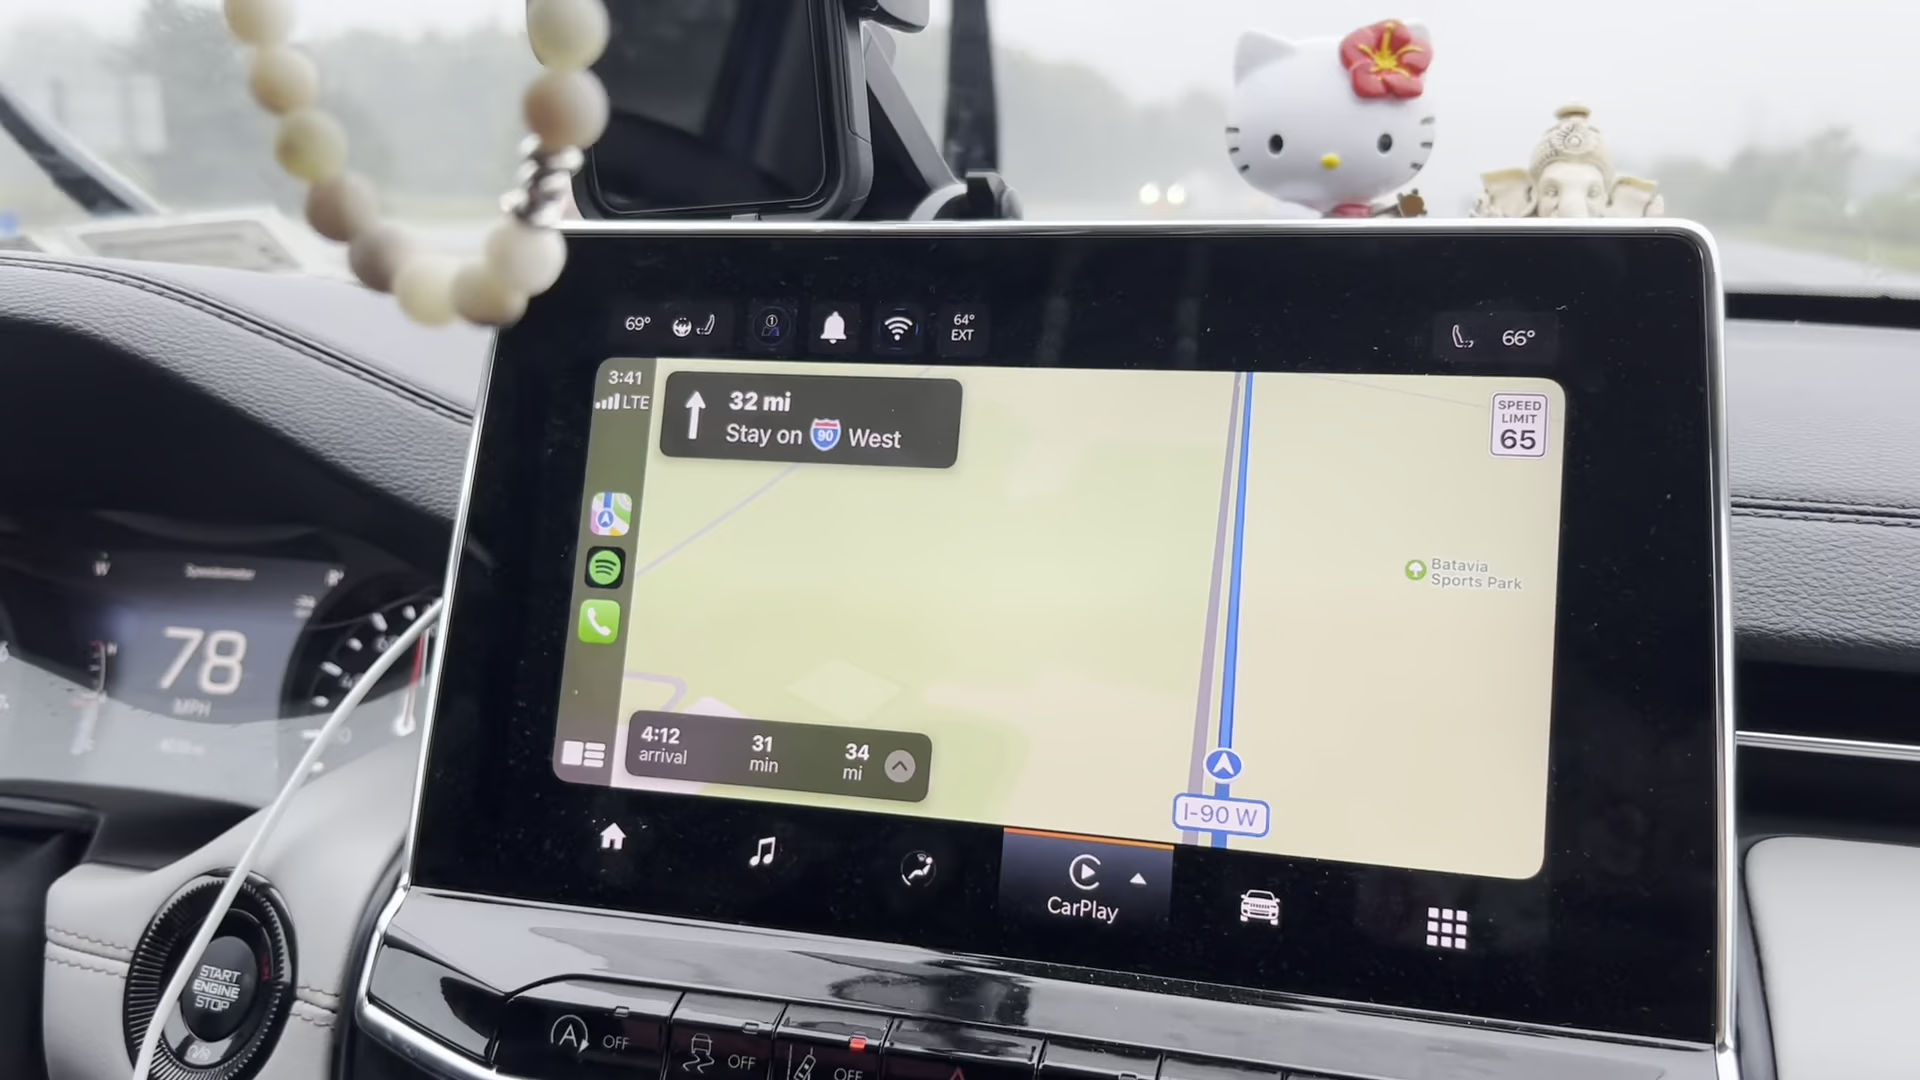 69°
64°
EXT
66°
3:41
LTE
32 mi
Stay on 90 West
SPEED
LIMIT
65
Batavia
Sports Park
4:12
arrival
31
min
34
mi
I-90 W
CarPlay
W
Speedometer
78
MPH
START
ENGINE
STOP
A OFF
OFF
OFF